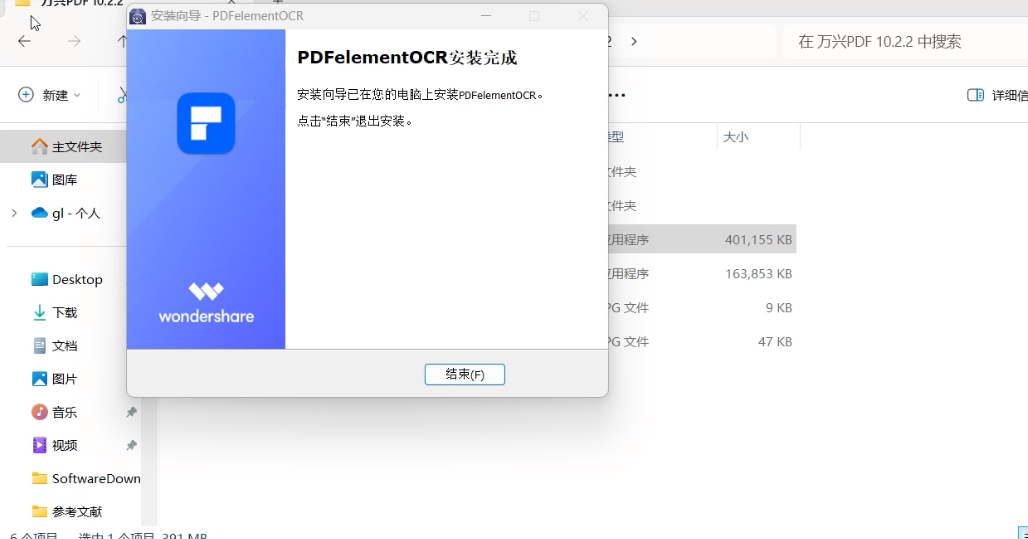 万兴PDF 10.2.2
安装向导 - PDFelementOCR
在 万兴PDF 10.2.2 中搜索
新建
详细信
PDFelementOCR安装完成
安装向导已在您的电脑上安装PDFelementOCR。
点击"结束"退出安装。
wondershare
结束(F)
主文件夹
图库
gl - 个人
Desktop
下载
文档
图片
音乐
视频
SoftwareDown
参考文献
类型
大小
文件夹
文件夹
应用程序
401,155 KB
应用程序
163,853 KB
PG 文件
9 KB
PG 文件
47 KB
6 个项目
选中 1 个项目 391 MB